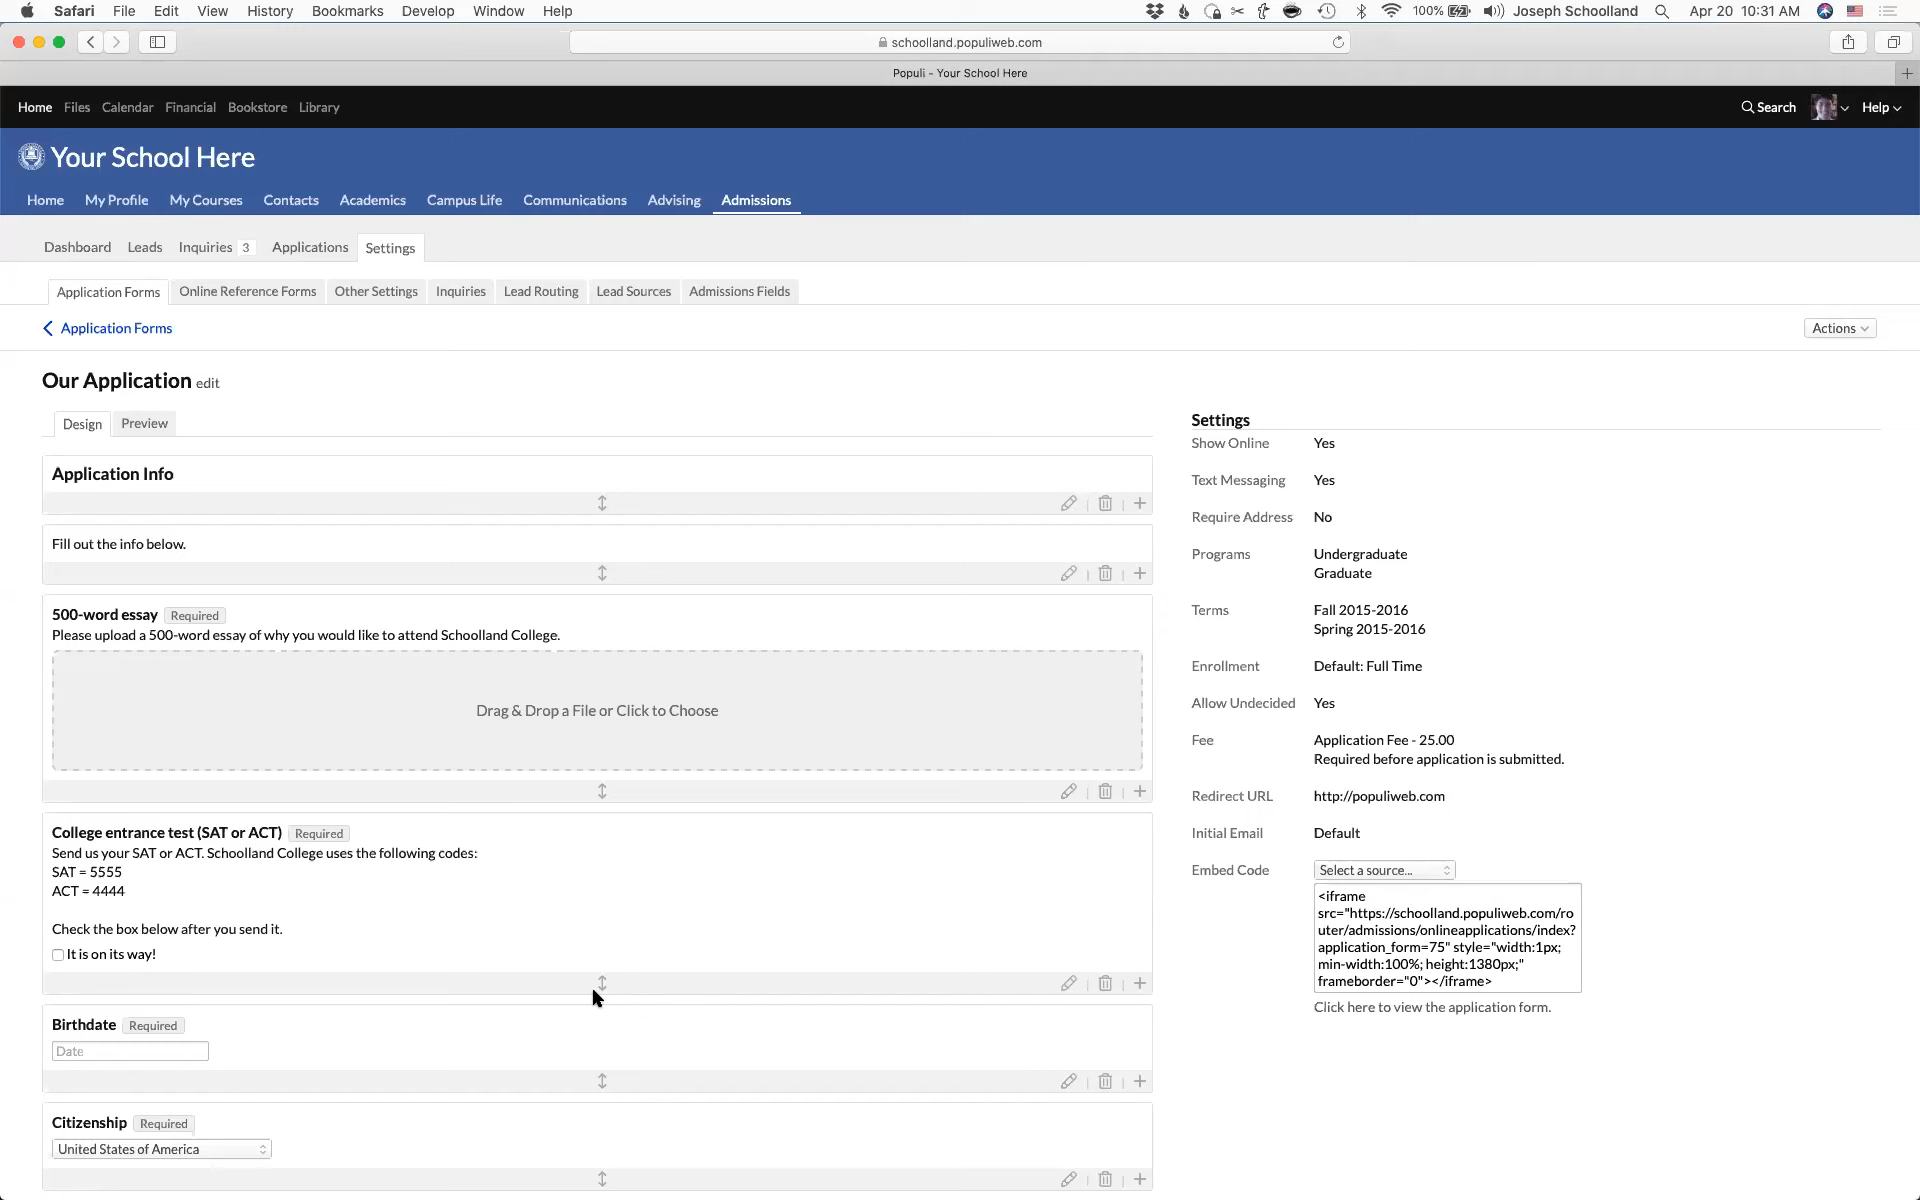 Safari File Edit View History Bookmarks Develop Window Help 100% Joseph Schoolland Apr 20 10:31 AM
schoolland.populiweb.com
Populi - Your School Here
Home Files Calendar Financial Bookstore Library Search Help
Your School Here
Home My Profile My Courses Contacts Academics Campus Life Communications Advising Admissions
Dashboard Leads Inquiries 3 Applications Settings
Application Forms Online Reference Forms Other Settings Inquiries Lead Routing Lead Sources Admissions Fields
Application Forms Actions
Our Application edit
Design Preview
Application Info
Fill out the info below.
500-word essay Required
Please upload a 500-word essay of why you would like to attend Schoolland College.
Drag & Drop a File or Click to Choose
College entrance test (SAT or ACT) Required
Send us your SAT or ACT. Schoolland College uses the following codes:
SAT = 5555
ACT = 4444
Check the box below after you send it.
It is on its way!
Birthdate Required
Date
Citizenship Required
United States of America
Settings
Show Online Yes
Text Messaging Yes
Require Address No
Programs Undergraduate
Graduate
Terms Fall 2015-2016
Spring 2015-2016
Enrollment Default: Full Time
Allow Undecided Yes
Fee Application Fee - 25.00
Required before application is submitted.
Redirect URL http://populiweb.com
Initial Email Default
Embed Code Select a source...
<iframe
src="https://schoolland.populiweb.com/ro
uter/admissions/onlineapplications/index?
application_form=75" style="width:1px;
min-width:100%; height:1380px;"
frameborder="0"></iframe>
Click here to view the application form.